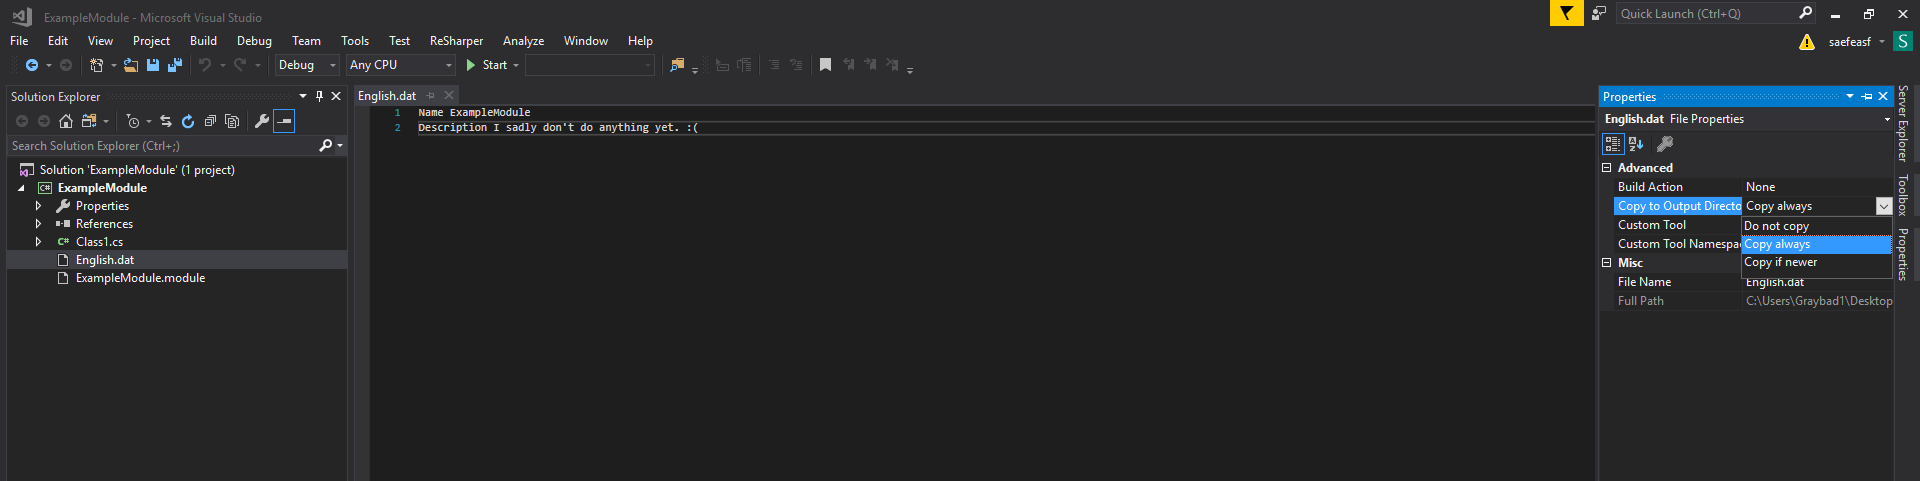 ExampleModule - Microsoft Visual Studio
Quick Launch (Ctrl+Q)
File Edit View Project Build Debug Team Tools Test ReSharper Analyze Window Help
saefeasf S
Debug Any CPU Start
Solution Explorer
Search Solution Explorer (Ctrl+;)
Solution 'ExampleModule' (1 project)
C# ExampleModule
Properties
References
C# Class1.cs
English.dat
ExampleModule.module
English.dat
1 Name ExampleModule
2 Description I sadly don't do anything yet. :(
Properties
English.dat File Properties
Advanced
Build Action None
Copy to Output Directo Copy always
Custom Tool
Custom Tool Namespa
Do not copy
Copy always
Copy if newer
Misc
File Name English.dat
Full Path C:\Users\Graybad1\Desktop
Server Explorer
Toolbox
Properties